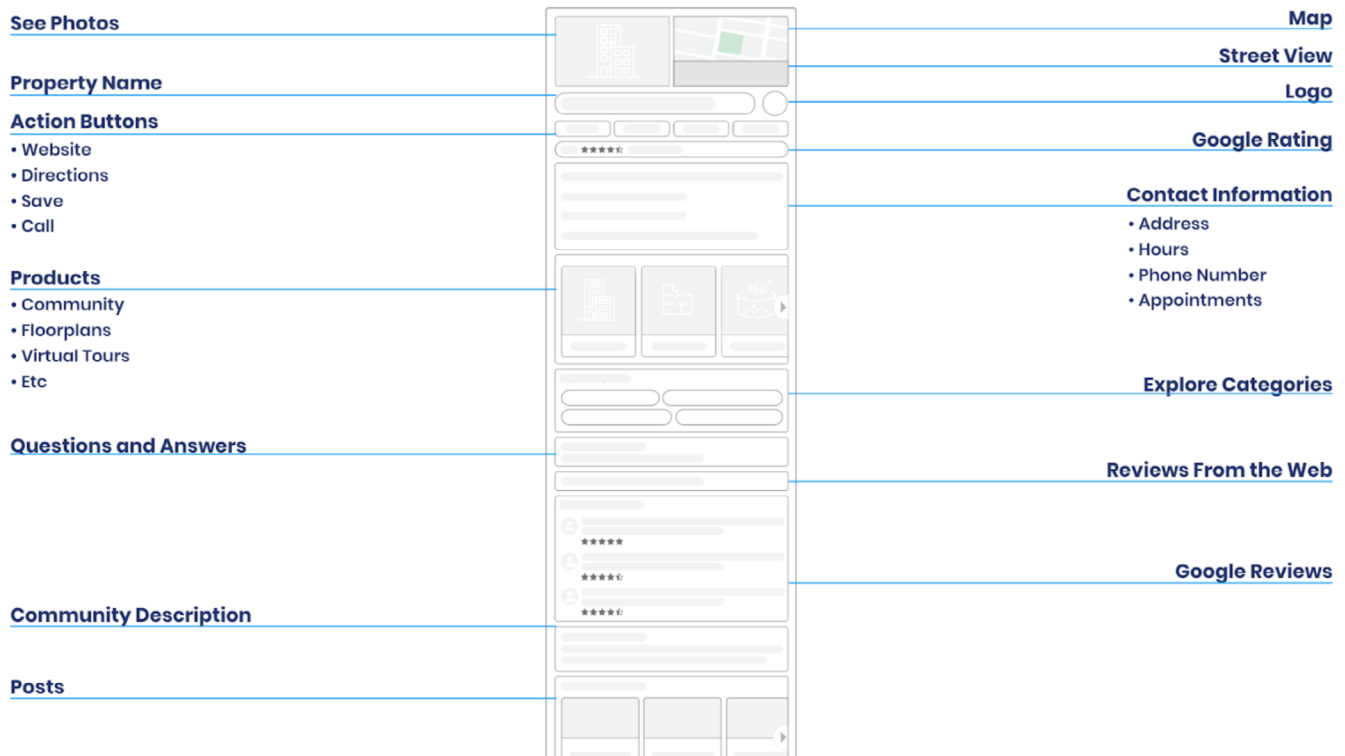 See Photos
Property Name
Action Buttons
• Website
• Directions
• Save
• Call
Products
• Community
• Floorplans
• Virtual Tours
• Etc
Questions and Answers
Community Description
Posts
360°
Map
Street View
Logo
Google Rating
Contact Information
• Address
• Hours
• Phone Number
• Appointments
Explore Categories
Reviews From the Web
Google Reviews